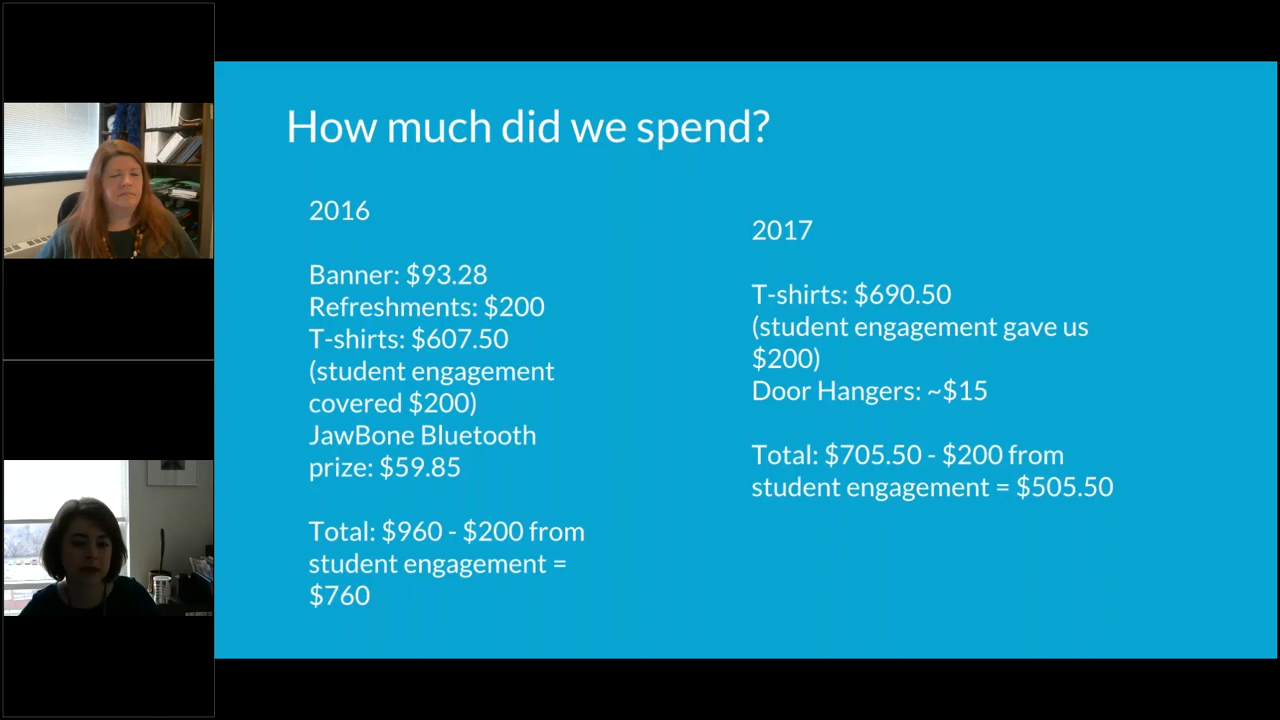 How much did we spend?
2016
Banner: $93.28
Refreshments: $200
T-shirts: $607.50
(student engagement
covered $200)
JawBone Bluetooth
prize: $59.85
Total: $960 - $200 from
student engagement =
$760
2017
T-shirts: $690.50
(student engagement gave us
$200)
Door Hangers: ~$15
Total: $705.50 - $200 from
student engagement = $505.50